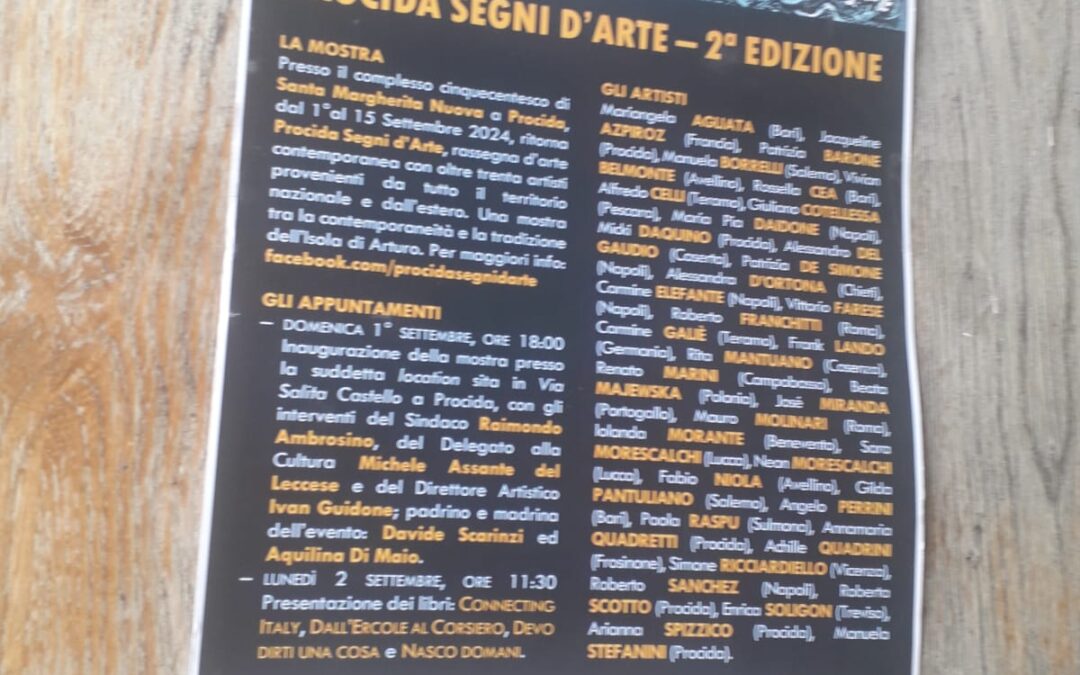 SEGNI D'ARTE – 2ª EDIZIONE
LA MOSTRA
Presso il complesso cinquecentesco di
Santa Margherita Nuova a Procida,
dal 1° al 15 Settembre 2024, ritorna
Procida Segni d'Arte, rassegna d'arte
contemporanea con oltre trenta artisti
provenienti da tutto il territorio
nazionale e dall'estero. Una mostra
tra la contemporaneità e la tradizione
dell'Isola di Arturo. Per maggiori info:
facebook.com/procidasegnidarte
GLI APPUNTAMENTI
– DOMENICA 1° SETTEMBRE, ORE 18:00
Inaugurazione della mostra presso
la suddetta location sita in Via
Salita Castello a Procida, con gli
interventi del Sindaco Raimondo
Ambrosino, del Delegato alla
Cultura Michele Assante del
Leccese e del Direttore Artistico
Ivan Guidone; padrino e madrina
dell'evento: Davide Scarinzi ed
Aquilina Di Maio.
– LUNEDÌ 2 SETTEMBRE, ORE 11:30
Presentazione dei libri: CONNECTING
ITALY, DALL'ERCOLE AL CORSIERO, DEVO
DIRTI UNA COSA e NASCO DOMANI.
GLI ARTISTI
Mariangela AGUATA (Bari), Jacqueline
AZPIROZ (Francia), Patrizia BARONE
(Procida), Manuela BORRELLI (Salerno), Vivian
BELMONTE (Avellino), Rossella CEA (Bari),
Alfredo CELLI (Teramo), Giuliano COTELLESSA
(Pescara), Maria Pia DAIDONE (Napoli),
Micki DAQUINO (Procida), Alessandro DEL
GAUDIO (Caserta), Patrizia DE SIMONE
(Napoli), Alessandra D'ORTONA (Chieti),
Carmine ELEFANTE (Napoli), Vittorio FARESE
(Napoli), Roberto FRANCHITTI (Roma),
Carmine GALIÈ (Teramo), Frank LANDO
(Germania), Rita MANTUANO (Cosenza),
Renato MARINI (Campobasso), Beata
MAJEWSKA (Polonia), José MIRANDA
(Portogallo), Mauro MOLINARI (Roma),
Iolanda MORANTE (Benevento), Sara
MORESCALCHI (Lucca), Nean MORESCALCHI
(Lucca), Fabio NIOLA (Avellino), Gilda
PANTULIANO (Salerno), Angelo PERRINI
(Bari), Paola RASPU (Sulmona), Annamaria
QUADRETTI (Procida), Achille QUADRINI
(Frosinone), Simone RICCIARDIELLO (Vicenza),
Roberto SANCHEZ (Napoli), Roberta
SCOTTO (Procida), Enrica SOLIGON (Treviso),
Arianna SPIZZICO (Procida), Manuela
STEFANINI (Procida).